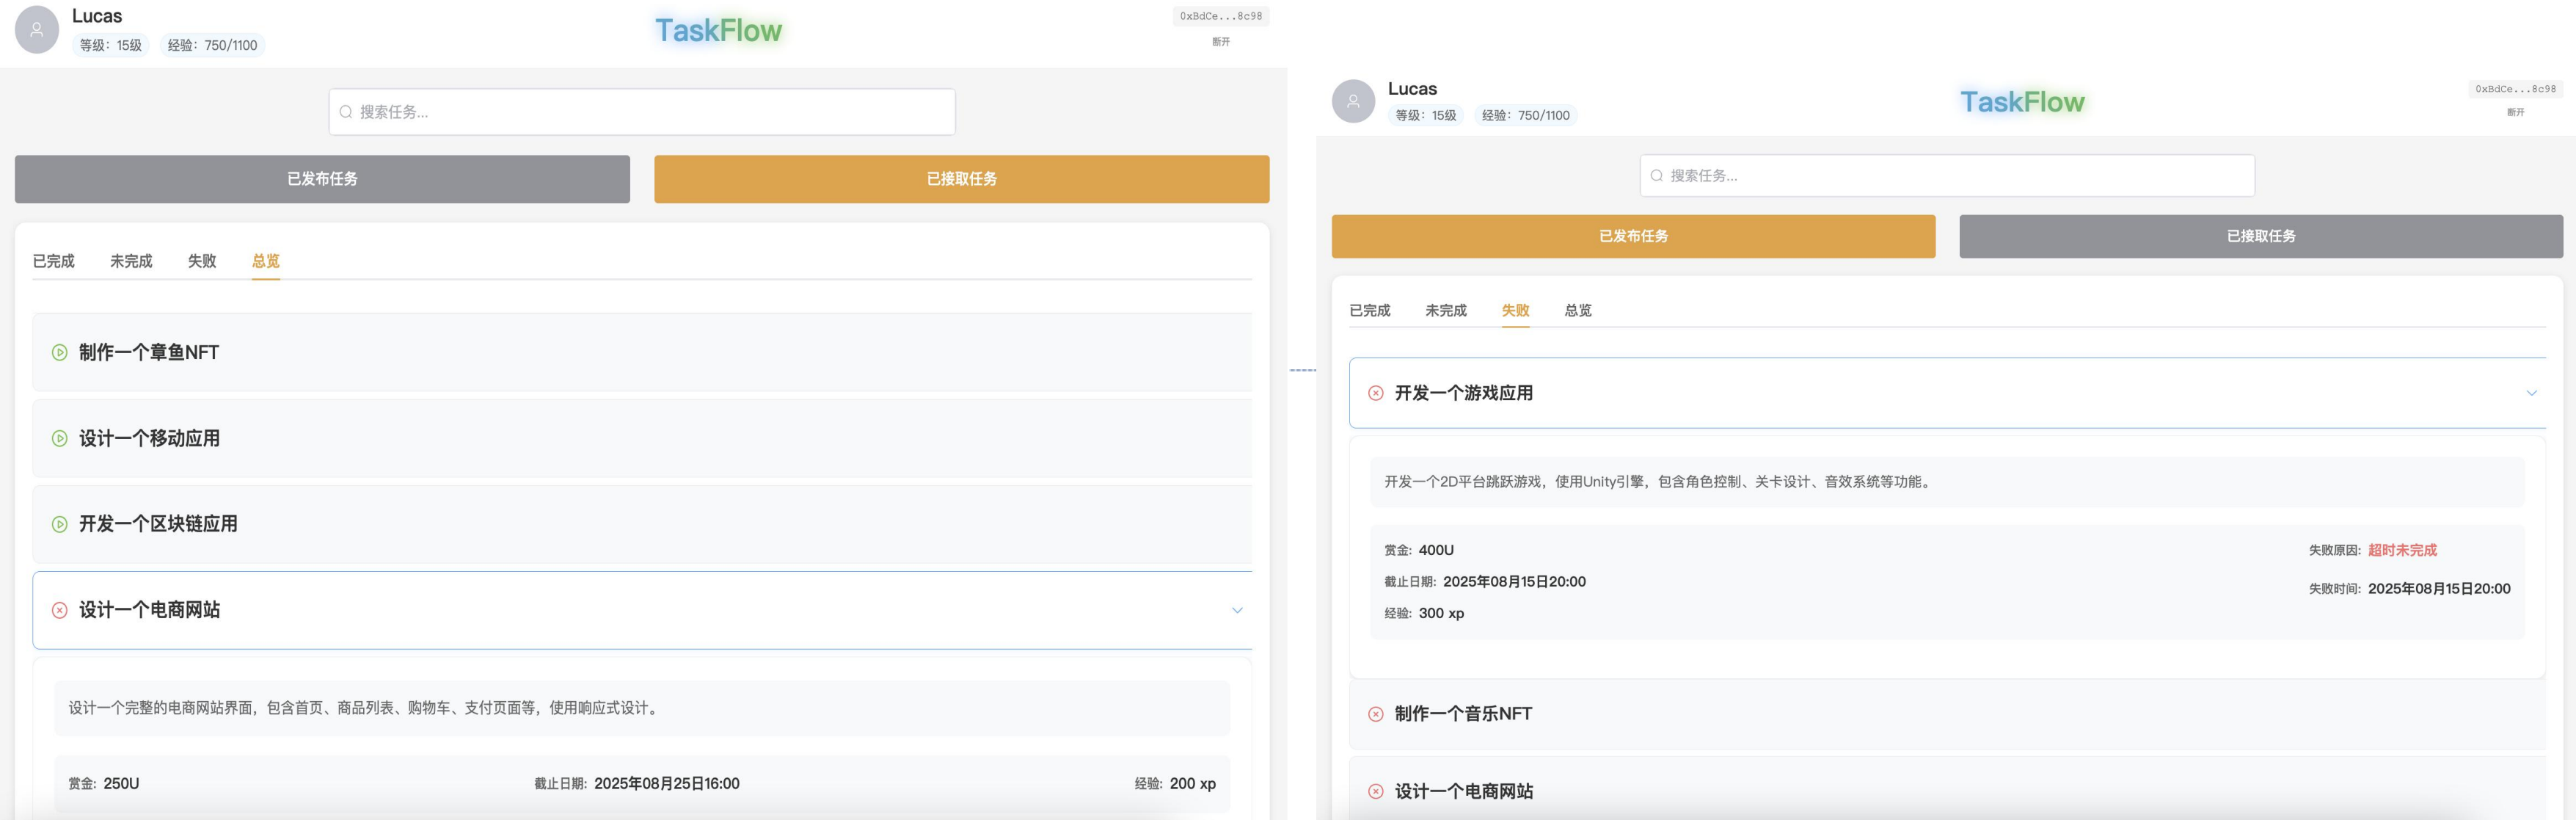 Lucas
等级：15级 经验：750/1100
TaskFlow
0xBdCe...8c98
断开
搜索任务...
已发布任务 已接取任务
已完成 未完成 失败 总览
制作一个章鱼NFT
设计一个移动应用
开发一个区块链应用
设计一个电商网站
设计一个完整的电商网站界面，包含首页、商品列表、购物车、支付页面等，使用响应式设计。
赏金: 250U 截止日期: 2025年08月25日16:00 经验: 200 xp
Lucas
等级：15级 经验：750/1100
TaskFlow
0xBdCe...8c98
断开
搜索任务...
已发布任务 已接取任务
已完成 未完成 失败 总览
开发一个游戏应用
开发一个2D平台跳跃游戏，使用Unity引擎，包含角色控制、关卡设计、音效系统等功能。
赏金: 400U
截止日期: 2025年08月15日20:00
经验: 300 xp
失败原因: 超时未完成
失败时间: 2025年08月15日20:00
制作一个音乐NFT
设计一个电商网站